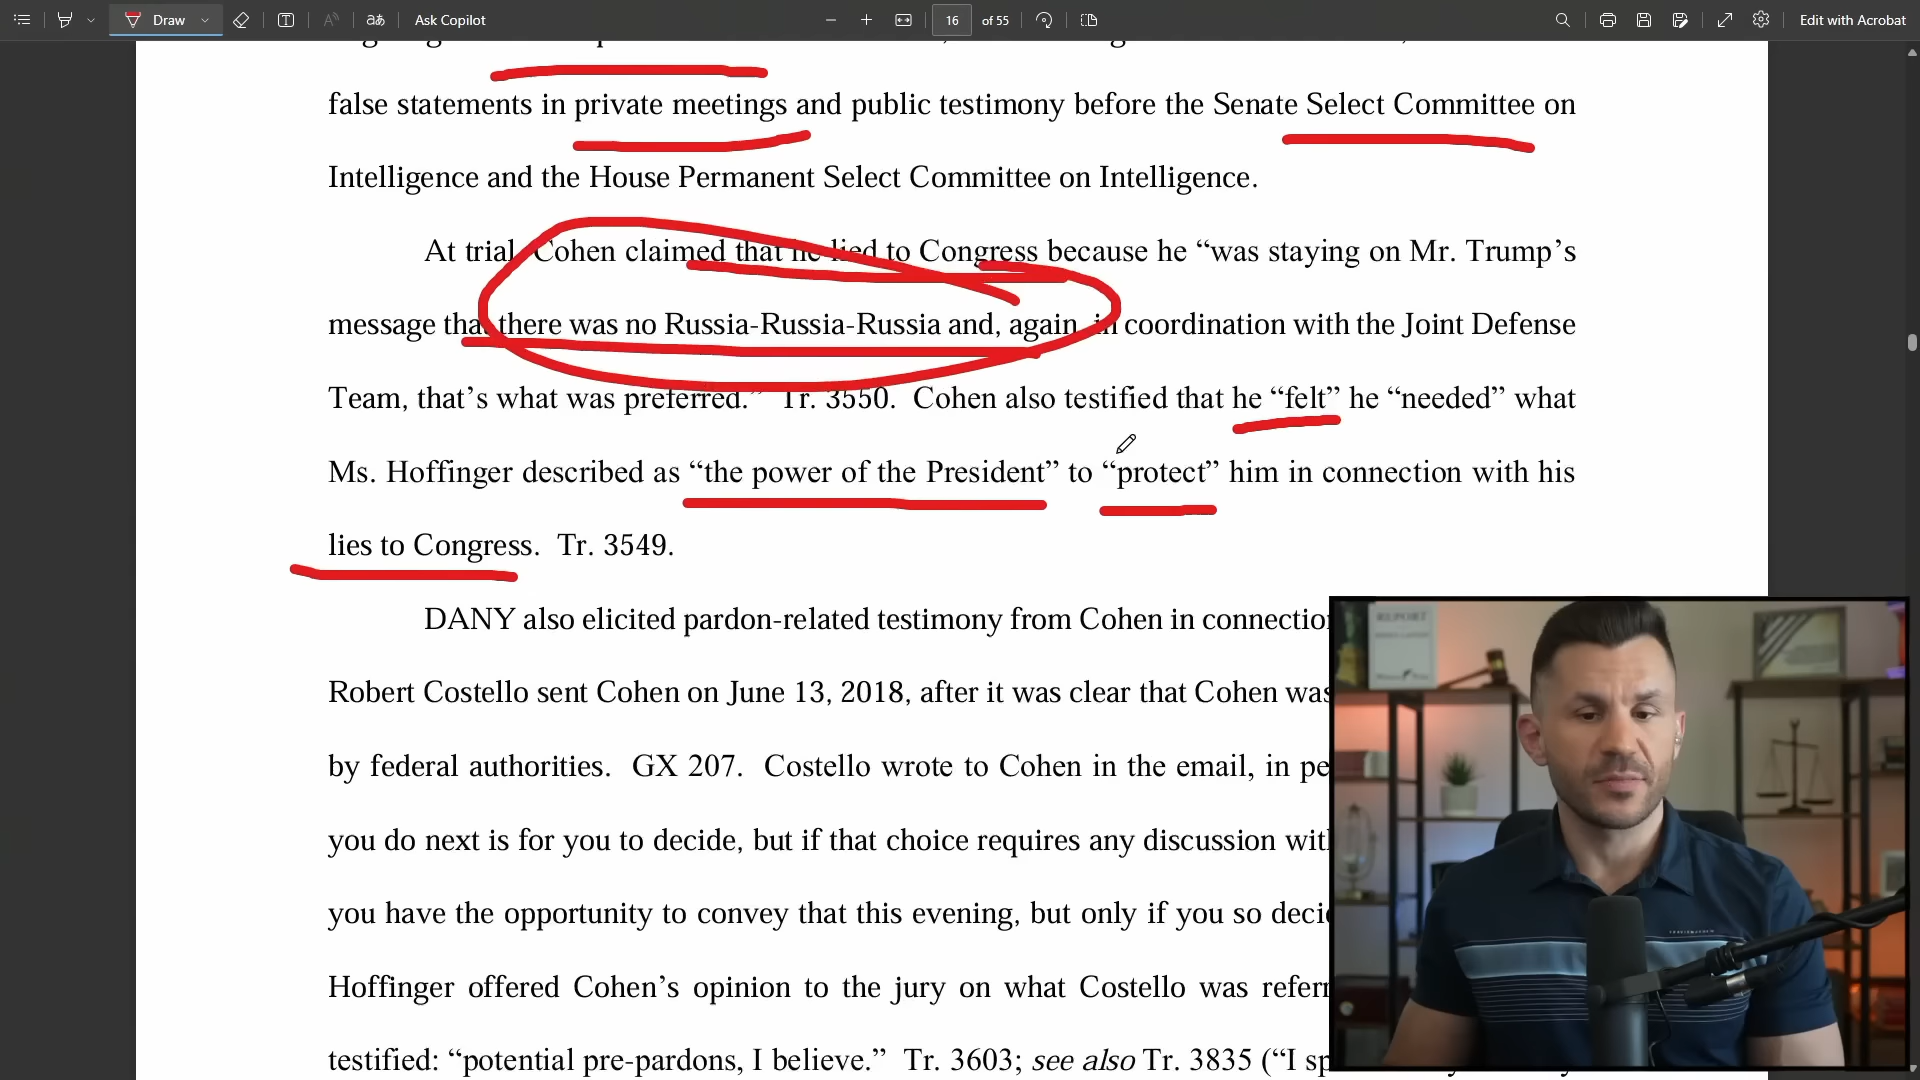 Draw
aあ
Ask Copilot
16 of 55
Edit with Acrobat
false statements in private meetings and public testimony before the Senate Select Committee on
Intelligence and the House Permanent Select Committee on Intelligence.
At trial, Cohen claimed that he lied to Congress because he “was staying on Mr. Trump’s
message that there was no Russia-Russia-Russia and, again, in coordination with the Joint Defense
Team, that’s what was preferred.” Tr. 3550. Cohen also testified that he “felt” he “needed” what
Ms. Hoffinger described as “the power of the President” to “protect” him in connection with his
lies to Congress. Tr. 3549.
DANY also elicited pardon-related testimony from Cohen in connection
Robert Costello sent Cohen on June 13, 2018, after it was clear that Cohen was
by federal authorities. GX 207. Costello wrote to Cohen in the email, in pe
you do next is for you to decide, but if that choice requires any discussion with
you have the opportunity to convey that this evening, but only if you so deci
Hoffinger offered Cohen’s opinion to the jury on what Costello was referr
testified: “potential pre-pardons, I believe.” Tr. 3603; see also Tr. 3835 (“I sp
REPORT